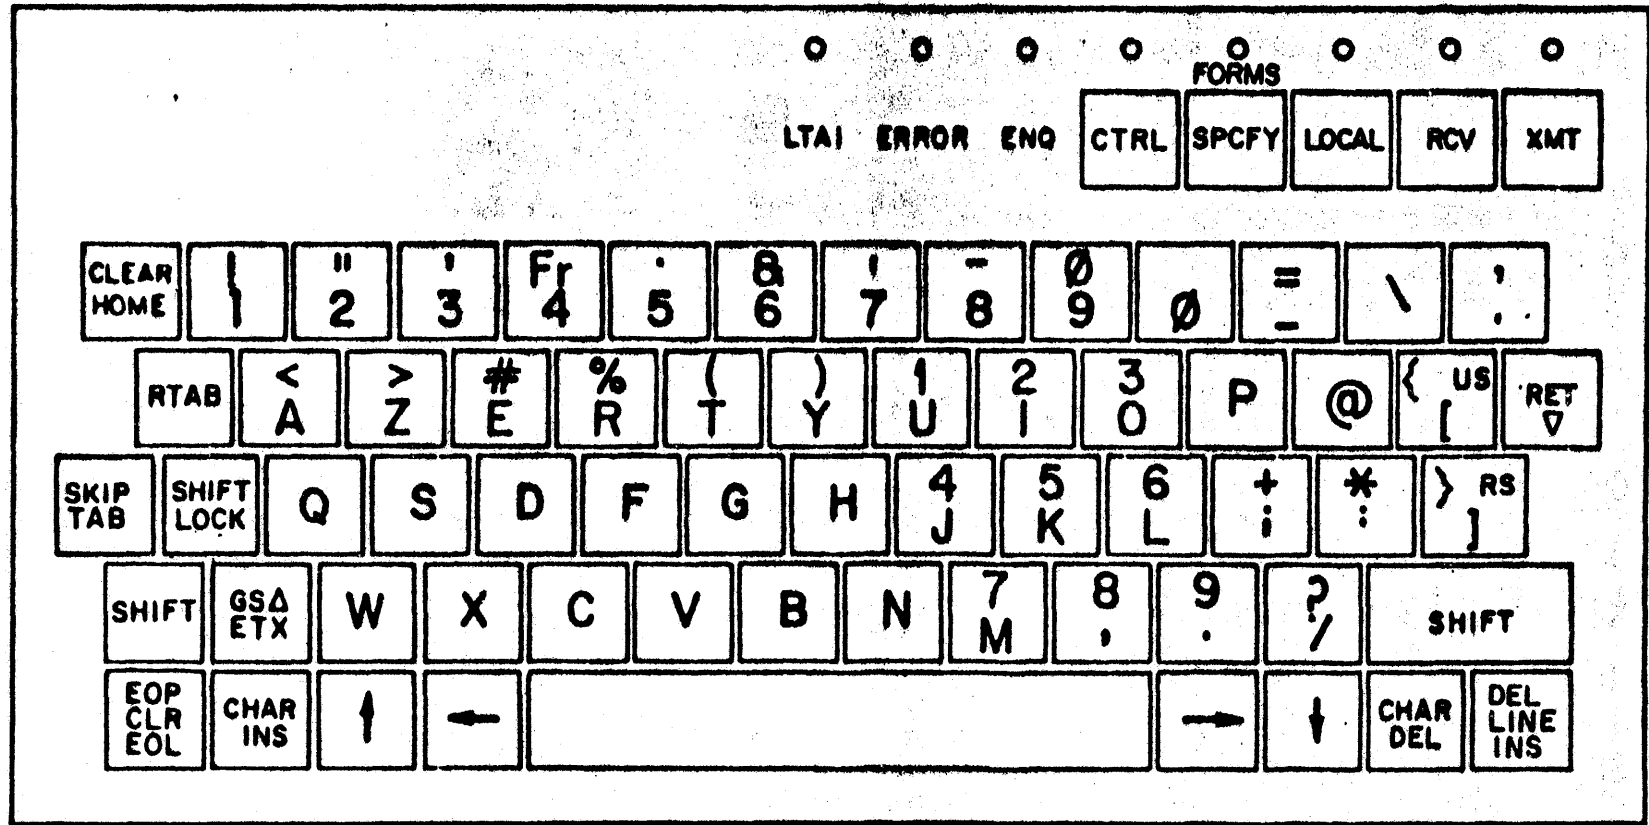 FORMS
LTAI ERROR ENQ CTRL SPCFY LOCAL RCV XMT
CLEAR HOME | 1 " 2 ' 3 Fr 4 5 & 6 ' 7 - 8 Ø 9 Ø = - \
RTAB < A > Z # E % R ( T ) Y 1 U 2 I 3 O P @ { US [ RET ▽
SKIP TAB SHIFT LOCK Q S D F G H 4 J 5 K 6 L + ; * : } RS ]
SHIFT GSΔ ETX W X C V B N 7 M 8 , 9 . ? / SHIFT
EOP CLR EOL CHAR INS ↑ ← → ↓ CHAR DEL DEL LINE INS